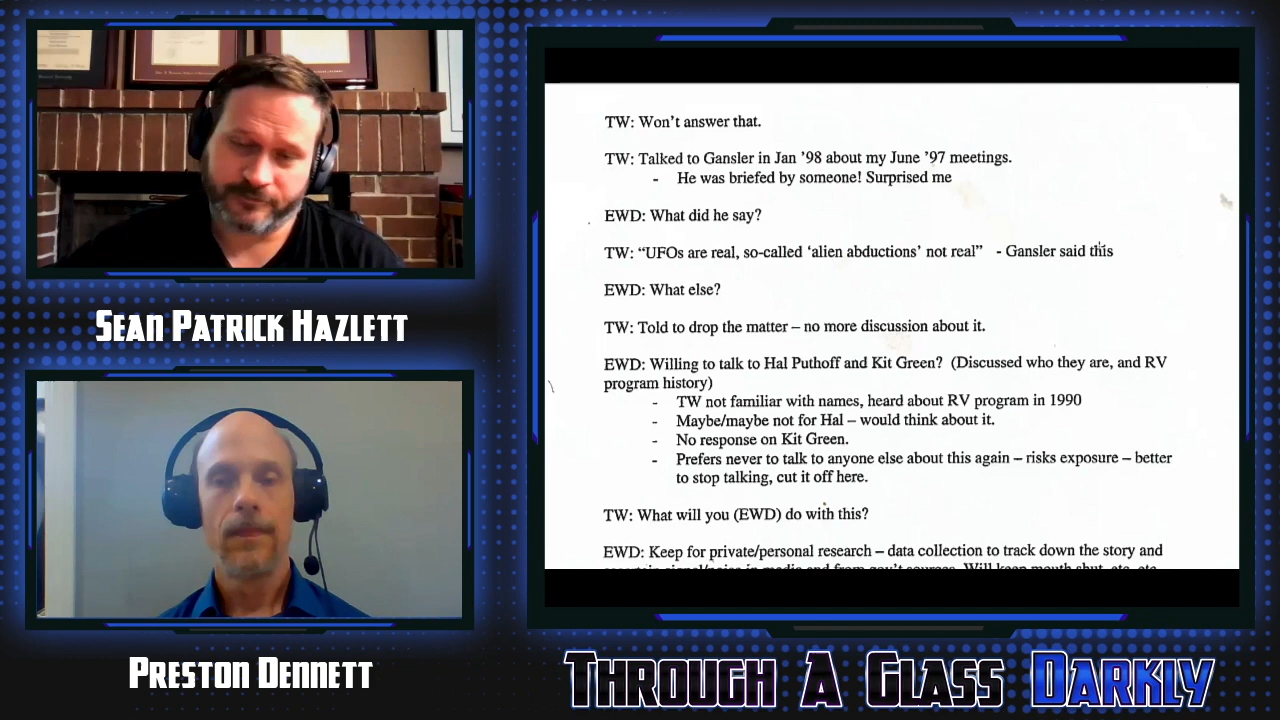 Sean Patrick Hazlett
Preston Dennett
TW: Won't answer that.
TW: Talked to Gansler in Jan '98 about my June '97 meetings.
- He was briefed by someone! Surprised me
EWD: What did he say?
TW: “UFOs are real, so-called ‘alien abductions’ not real” - Gansler said this
EWD: What else?
TW: Told to drop the matter – no more discussion about it.
EWD: Willing to talk to Hal Puthoff and Kit Green? (Discussed who they are, and RV
program history)
- TW not familiar with names, heard about RV program in 1990
- Maybe/maybe not for Hal – would think about it.
- No response on Kit Green.
- Prefers never to talk to anyone else about this again – risks exposure – better
to stop talking, cut it off here.
TW: What will you (EWD) do with this?
EWD: Keep for private/personal research – data collection to track down the story and
Through A Glass Darkly